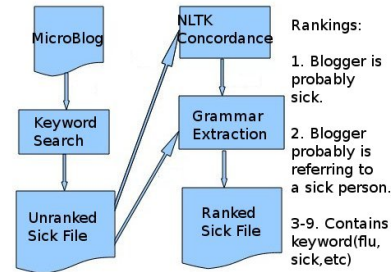 MicroBlog
Keyword
Search
Unranked
Sick File
NLTK
Concordance
Grammar
Extraction
Ranked
Sick File
Rankings:
1. Blogger is
probably
sick.
2. Blogger
probably is
referring to
a sick person.
3-9. Contains
keyword(flu,
sick,etc)